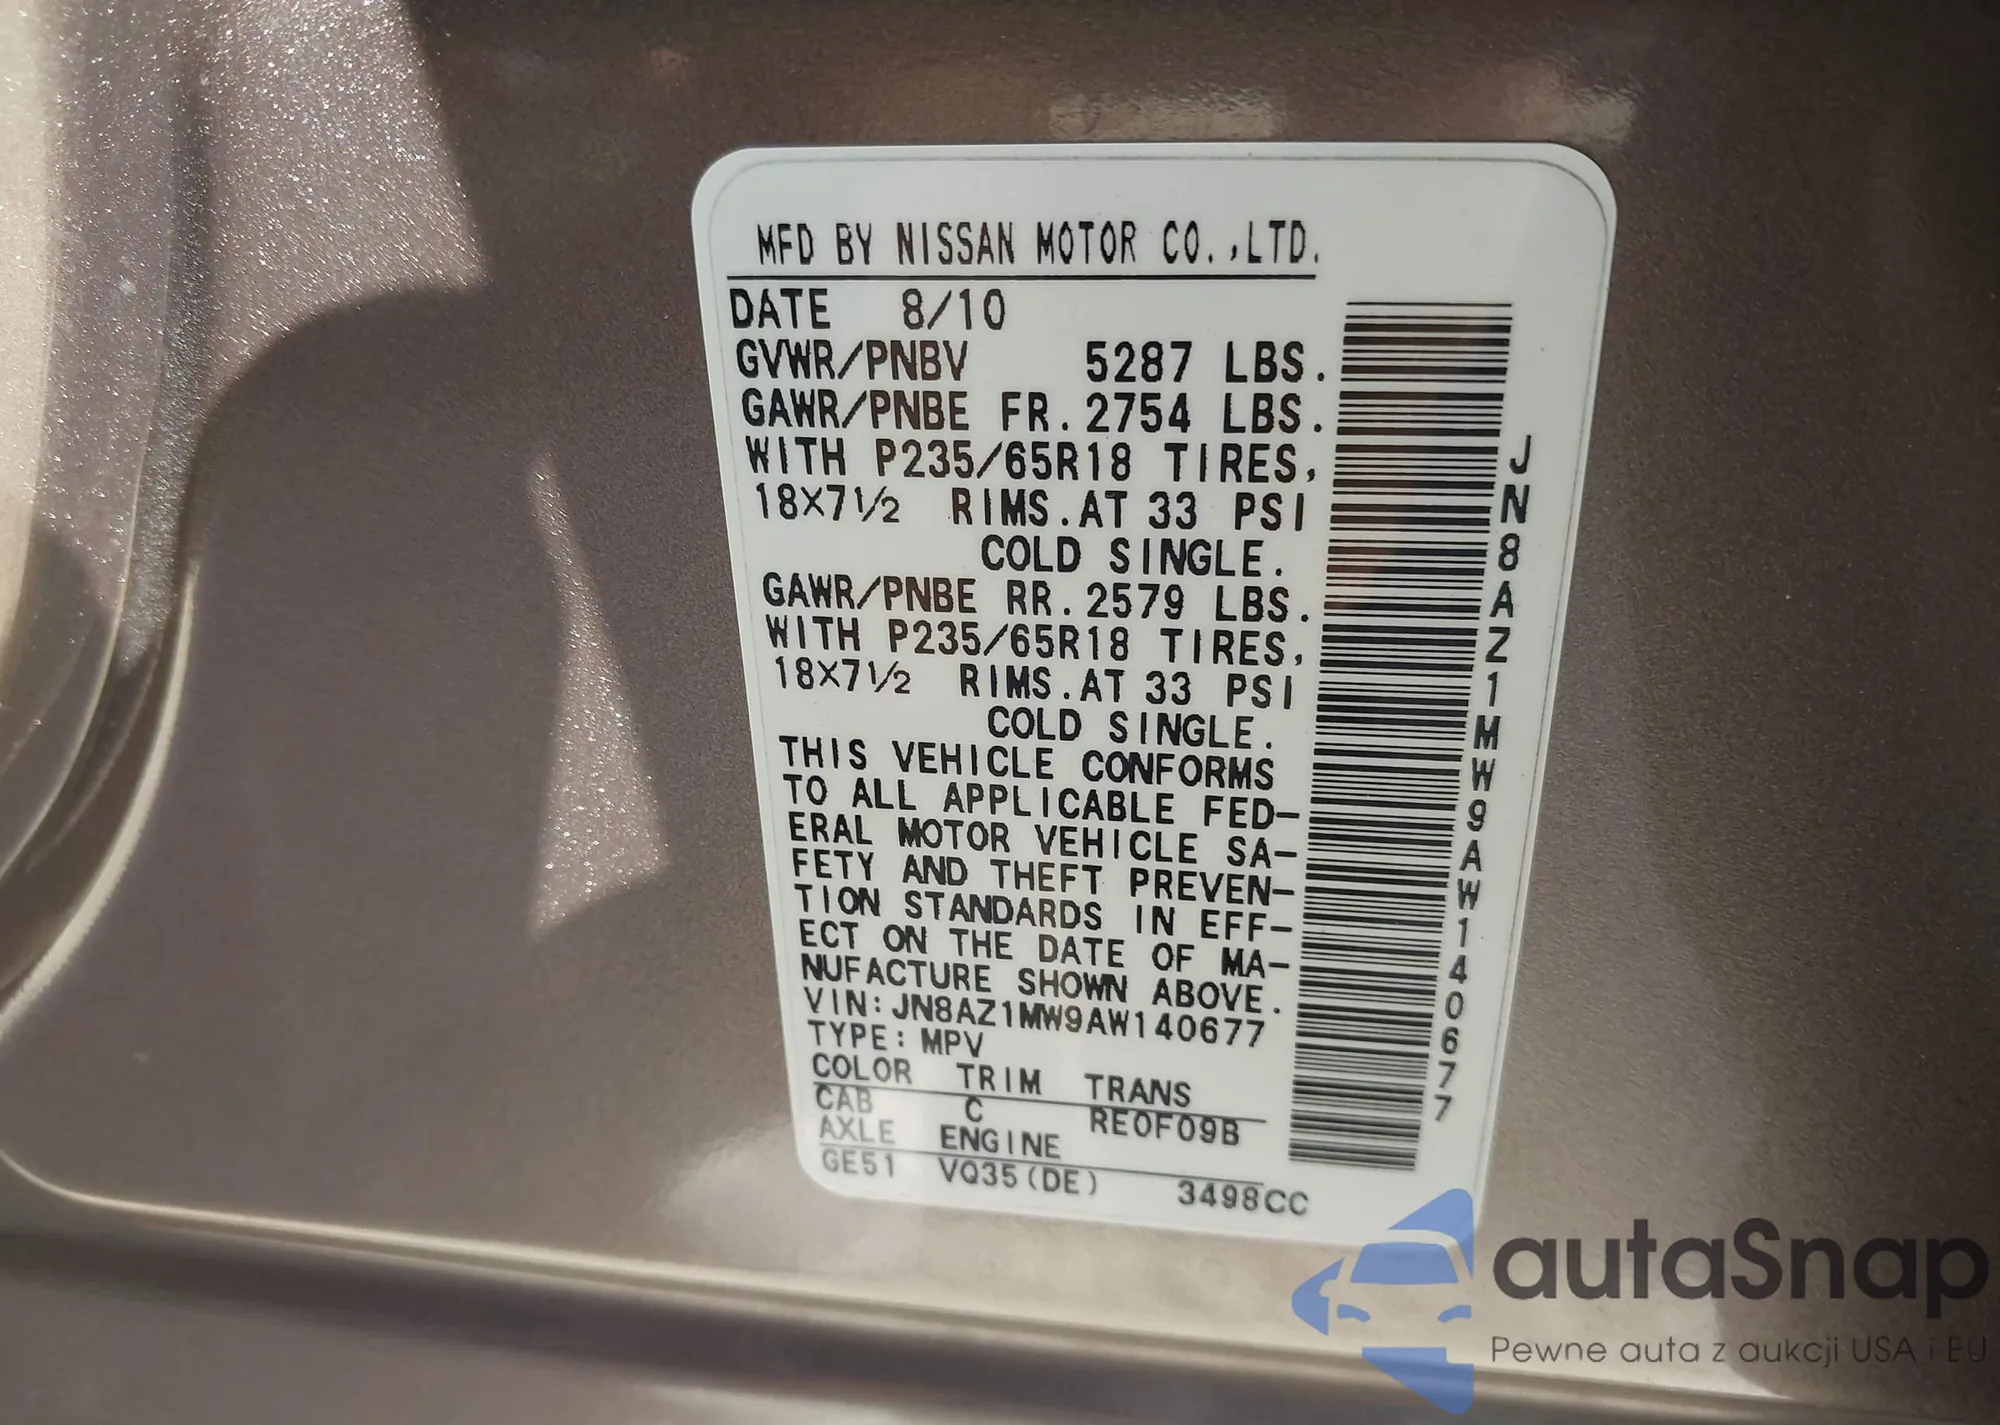 MFD BY NISSAN MOTOR CO.,LTD.
DATE 8/10
GVWR/PNBV 5287 LBS.
GAWR/PNBE FR.2754 LBS.
WITH P235/65R18 TIRES,
18X7½ RIMS.AT 33 PSI
COLD SINGLE.
GAWR/PNBE RR.2579 LBS.
WITH P235/65R18 TIRES,
18X7½ RIMS.AT 33 PSI
COLD SINGLE.
THIS VEHICLE CONFORMS
TO ALL APPLICABLE FED-
ERAL MOTOR VEHICLE SA-
FETY AND THEFT PREVEN-
TION STANDARDS IN EFF-
ECT ON THE DATE OF MA-
NUFACTURE SHOWN ABOVE.
VIN:JN8AZ1MW9AW140677
TYPE: MPV
COLOR TRIM TRANS
CAB C RE0F09B
AXLE ENGINE
GE51 VQ35(DE) 3498CC
JN8AZ1MW9AW140677
autaSnap
Pewne auta z aukcji USA i EU